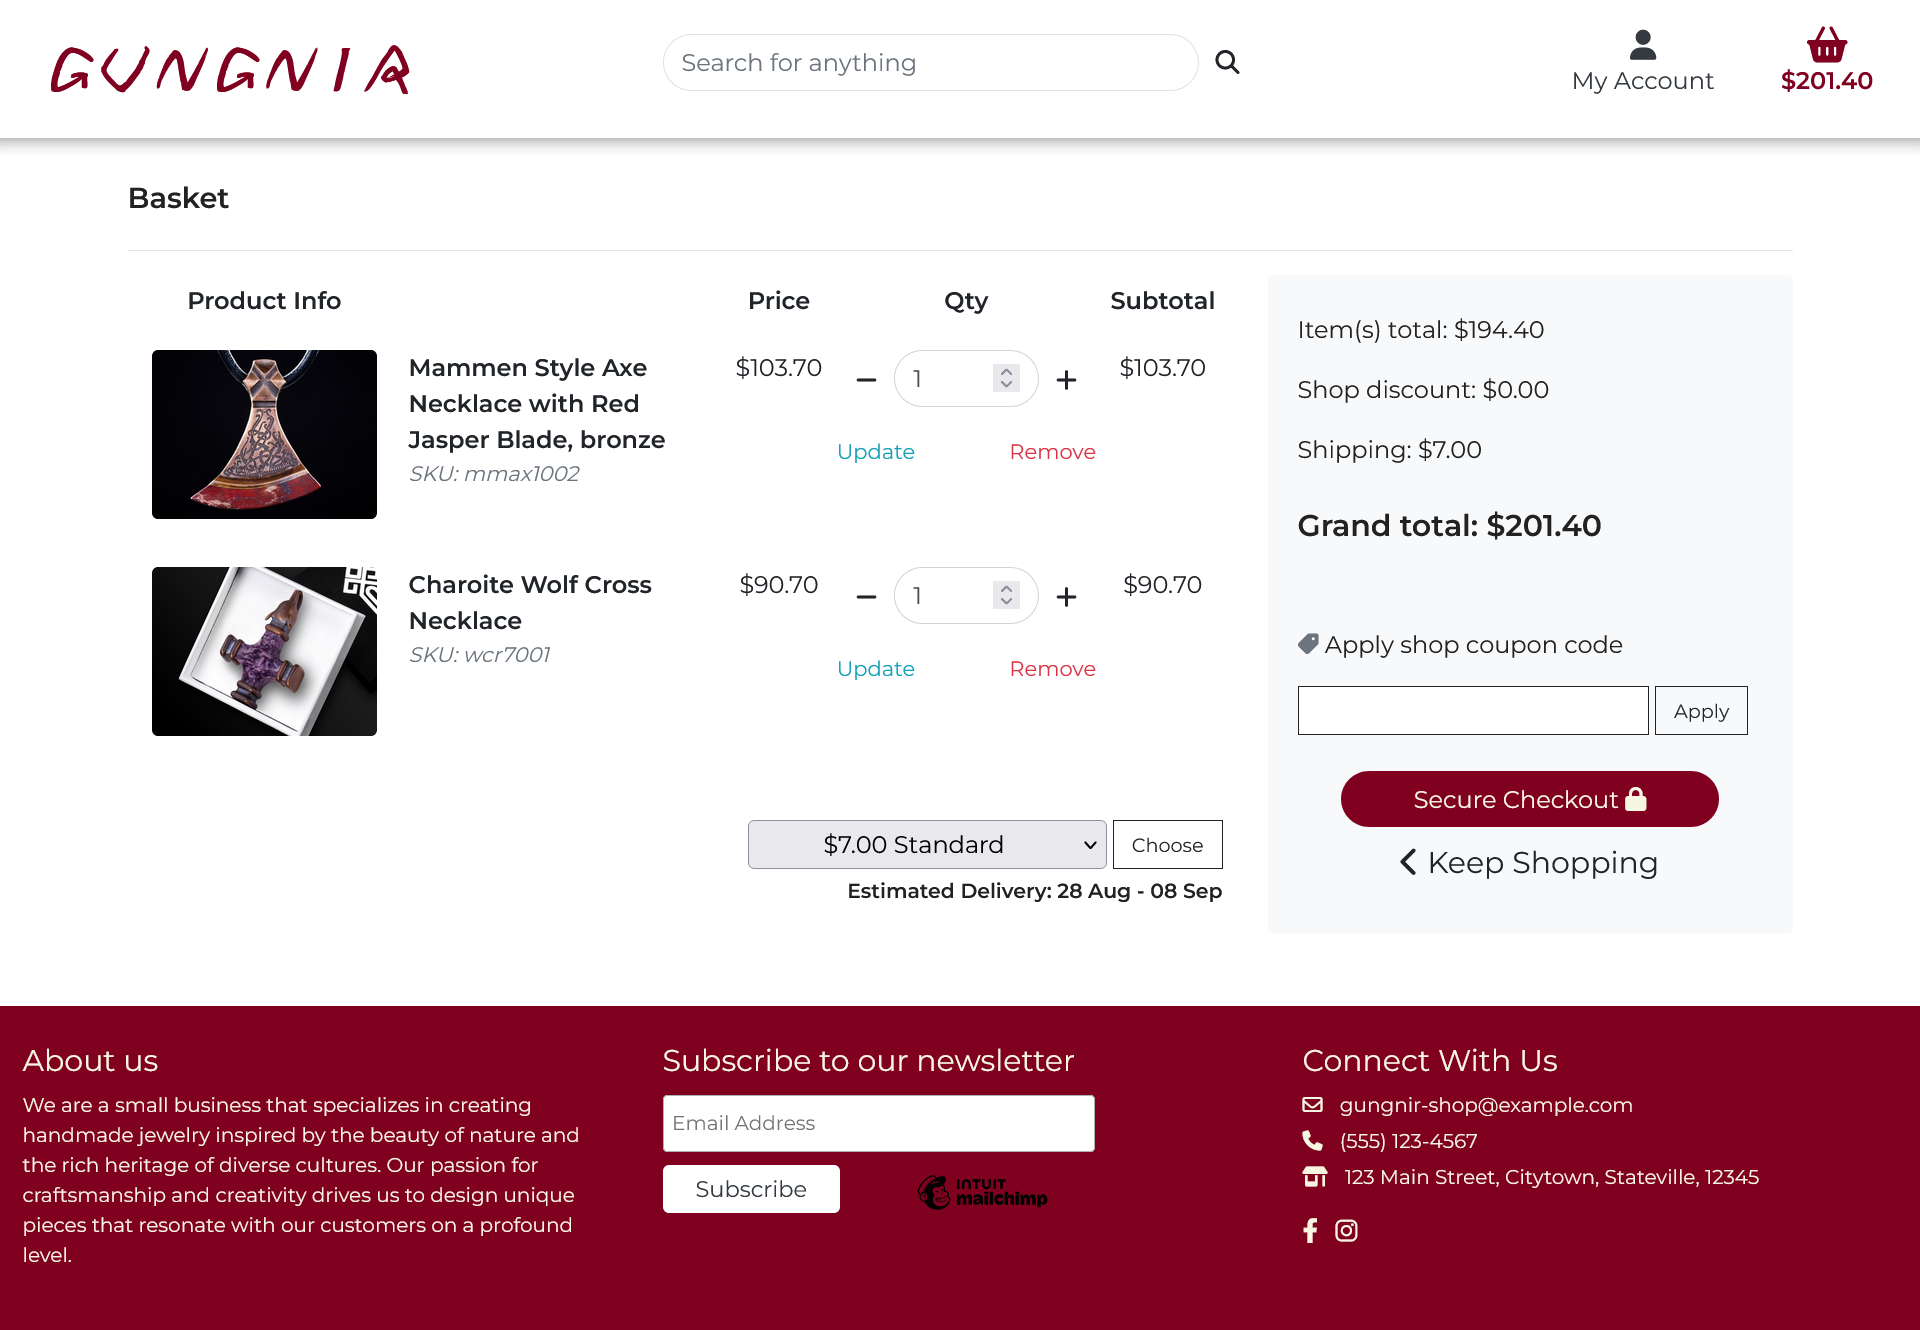 GUNGNIR
Search for anything
My Account
$201.40
Basket
Product Info
Price
Qty
Subtotal
Mammen Style Axe
Necklace with Red
Jasper Blade, bronze
SKU: mmax1002
$103.70
1
$103.70
Update
Remove
Charoite Wolf Cross
Necklace
SKU: wcr7001
$90.70
1
$90.70
Update
Remove
$7.00 Standard
Choose
Estimated Delivery: 28 Aug - 08 Sep
Item(s) total: $194.40
Shop discount: $0.00
Shipping: $7.00
Grand total: $201.40
Apply shop coupon code
Apply
Secure Checkout
Keep Shopping
About us
We are a small business that specializes in creating
handmade jewelry inspired by the beauty of nature and
the rich heritage of diverse cultures. Our passion for
craftsmanship and creativity drives us to design unique
pieces that resonate with our customers on a profound
level.
Subscribe to our newsletter
Email Address
Subscribe
INTUIT
mailchimp
Connect With Us
gungnir-shop@example.com
(555) 123-4567
123 Main Street, Citytown, Stateville, 12345